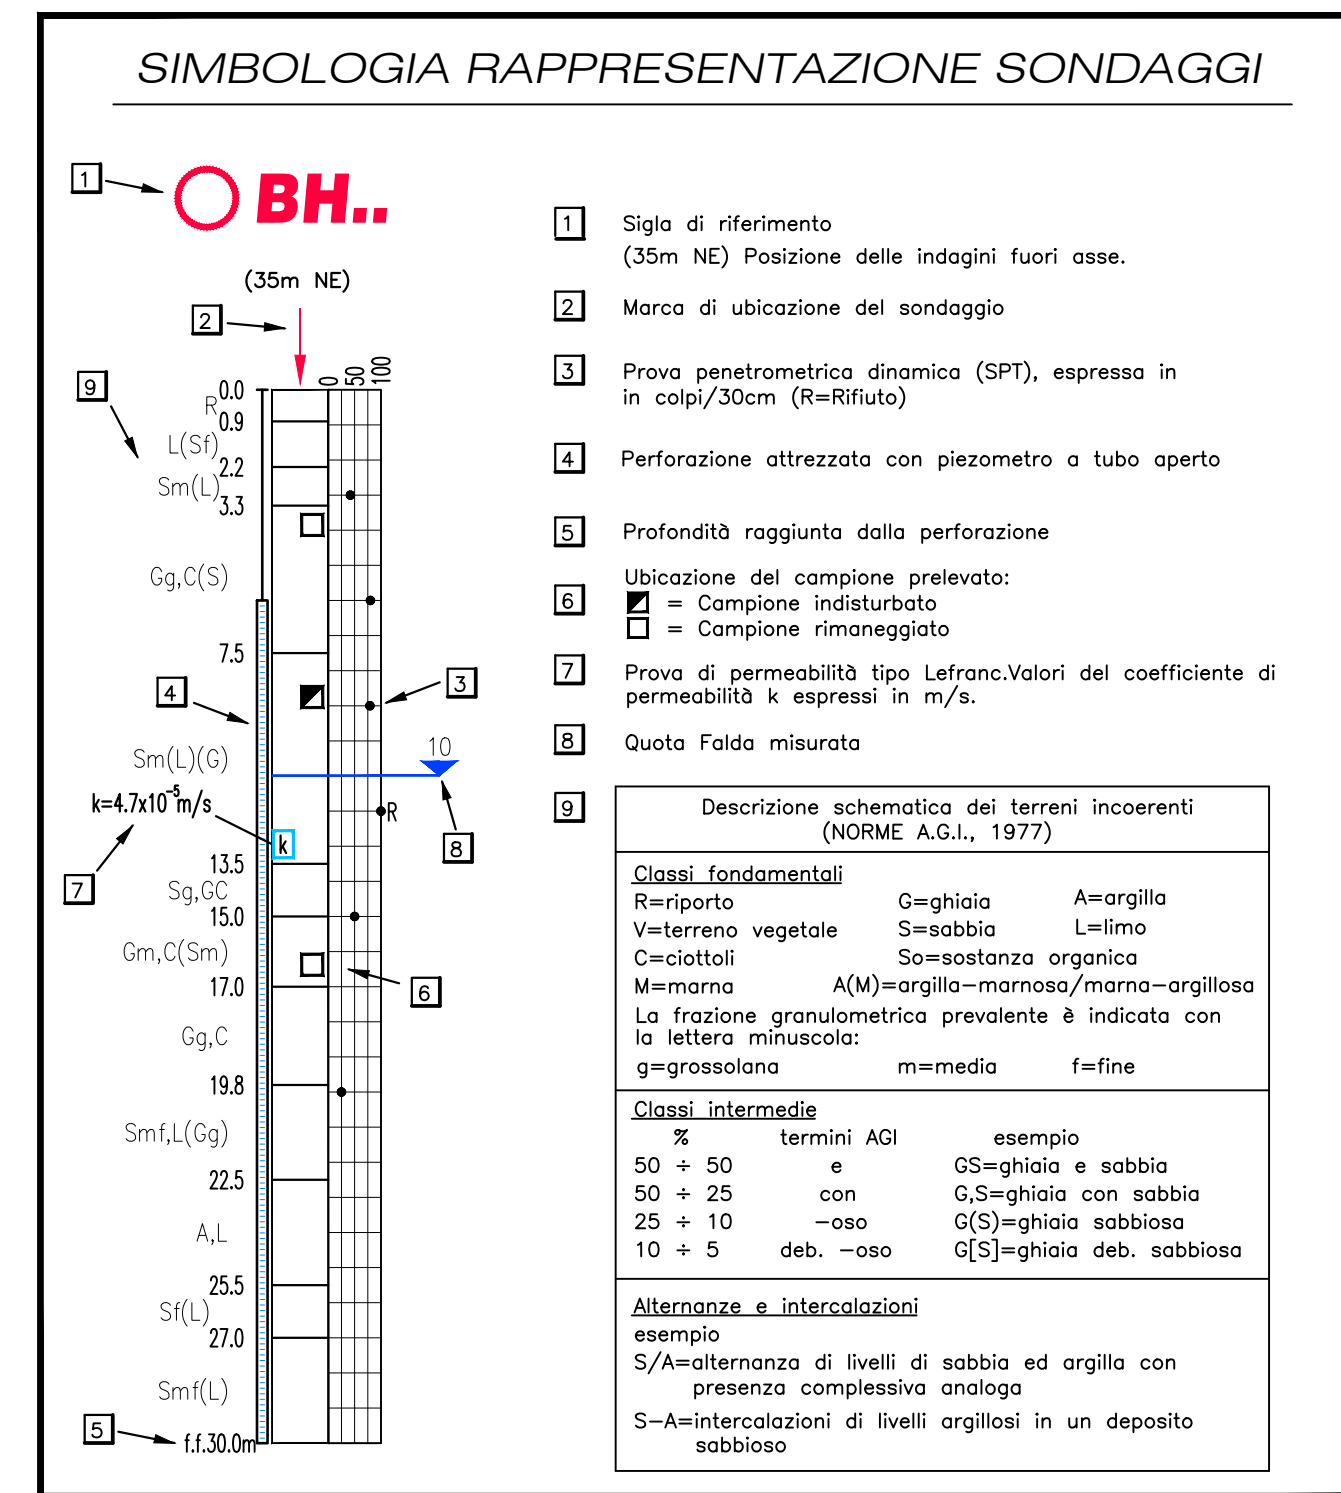 SIMBOLOGIA RAPPRESENTAZIONE SONDAGGI
1
BH..
(35m NE)
2
9
0 50 100
0.0
R
0.9
L(Sf)
2.2
Sm(L)
3.3
Gg,C(S)
7.5
4
3
Sm(L)(G)
10
k=4.7x10⁻⁵m/s
R
k
8
13.5
7
Sg,GC
15.0
Gm,C(Sm)
17.0
6
Gg,C
19.8
Smf,L(Gg)
22.5
A,L
25.5
Sf(L)
27.0
Smf(L)
5
f.f.30.0m
1 Sigla di riferimento
(35m NE) Posizione delle indagini fuori asse.
2 Marca di ubicazione del sondaggio
3 Prova penetrometrica dinamica (SPT), espressa in
in colpi/30cm (R=Rifiuto)
4 Perforazione attrezzata con piezometro a tubo aperto
5 Profondità raggiunta dalla perforazione
Ubicazione del campione prelevato:
6
= Campione indisturbato
= Campione rimaneggiato
7 Prova di permeabilità tipo Lefranc.Valori del coefficiente di
permeabilità k espressi in m/s.
8 Quota Falda misurata
9 Descrizione schematica dei terreni incoerenti
(NORME A.G.I., 1977)
Classi fondamentali
R=riporto G=ghiaia A=argilla
V=terreno vegetale S=sabbia L=limo
C=ciottoli So=sostanza organica
M=marna A(M)=argilla-marnosa/marna-argillosa
La frazione granulometrica prevalente è indicata con
la lettera minuscola:
g=grossolana m=media f=fine
Classi intermedie
% termini AGI esempio
50 ÷ 50 e GS=ghiaia e sabbia
50 ÷ 25 con G,S=ghiaia con sabbia
25 ÷ 10 -oso G(S)=ghiaia sabbiosa
10 ÷ 5 deb. -oso G[S]=ghiaia deb. sabbiosa
Alternanze e intercalazioni
esempio
S/A=alternanza di livelli di sabbia ed argilla con
presenza complessiva analoga
S-A=intercalazioni di livelli argillosi in un deposito
sabbioso